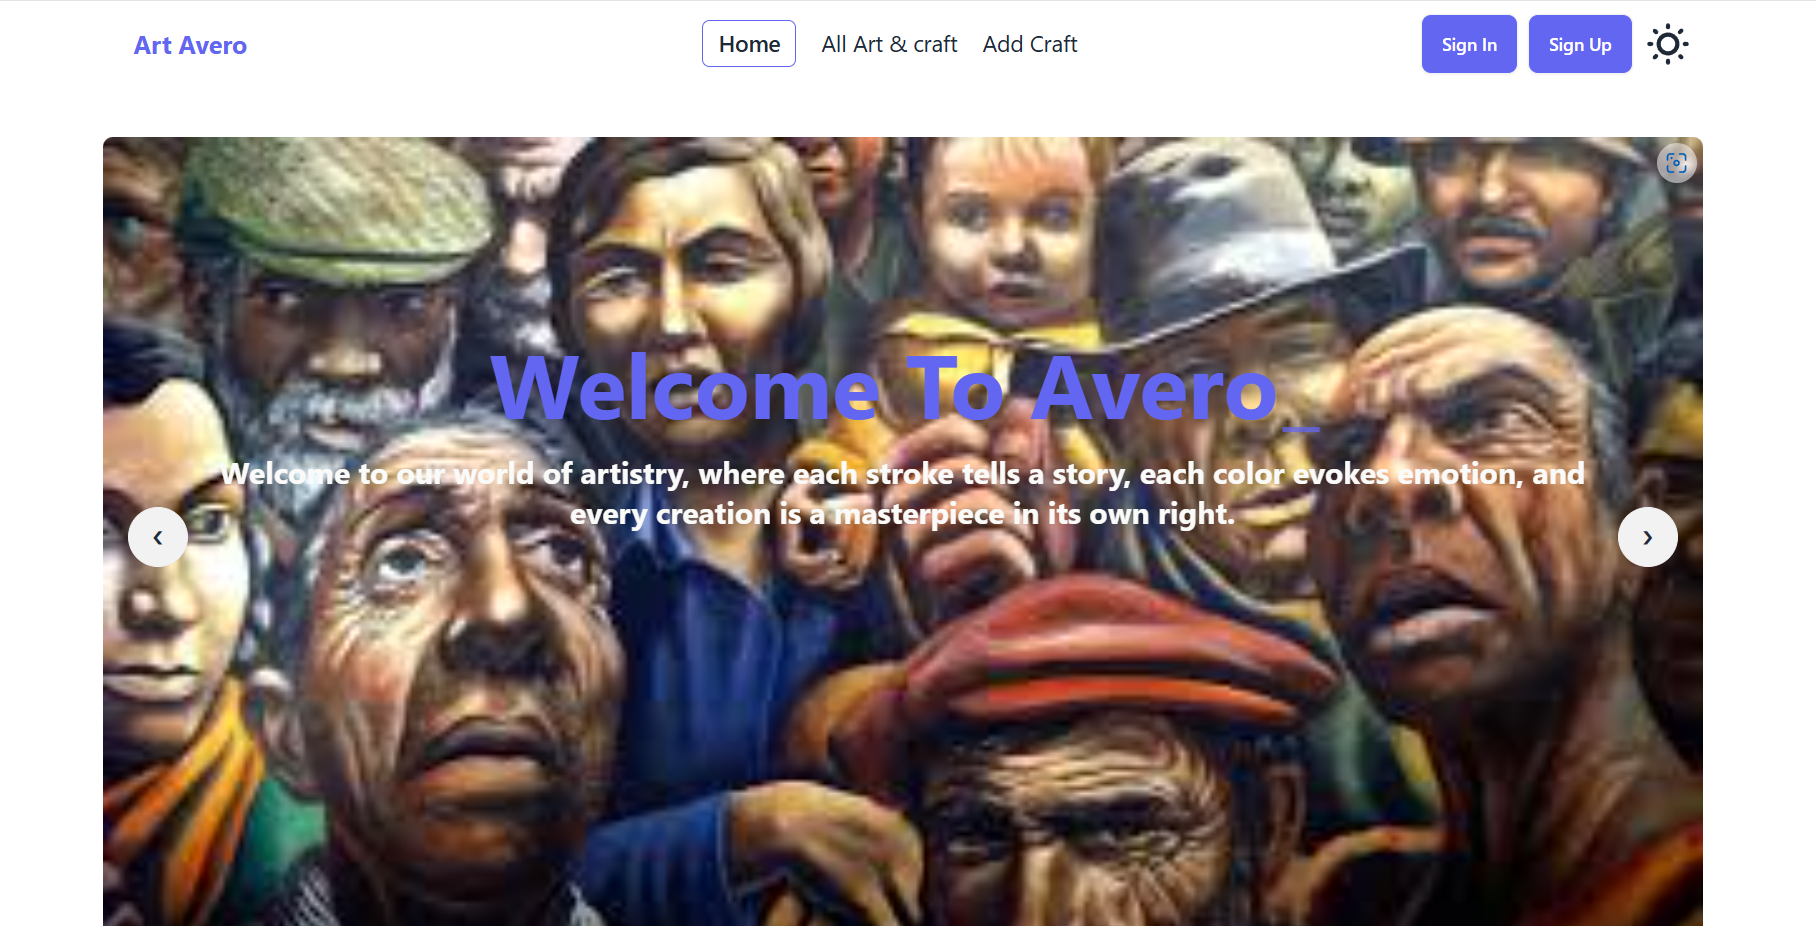 Art Avero
Home
All Art & craft
Add Craft
Sign In
Sign Up
Welcome To Avero_
Welcome to our world of artistry, where each stroke tells a story, each color evokes emotion, and
every creation is a masterpiece in its own right.